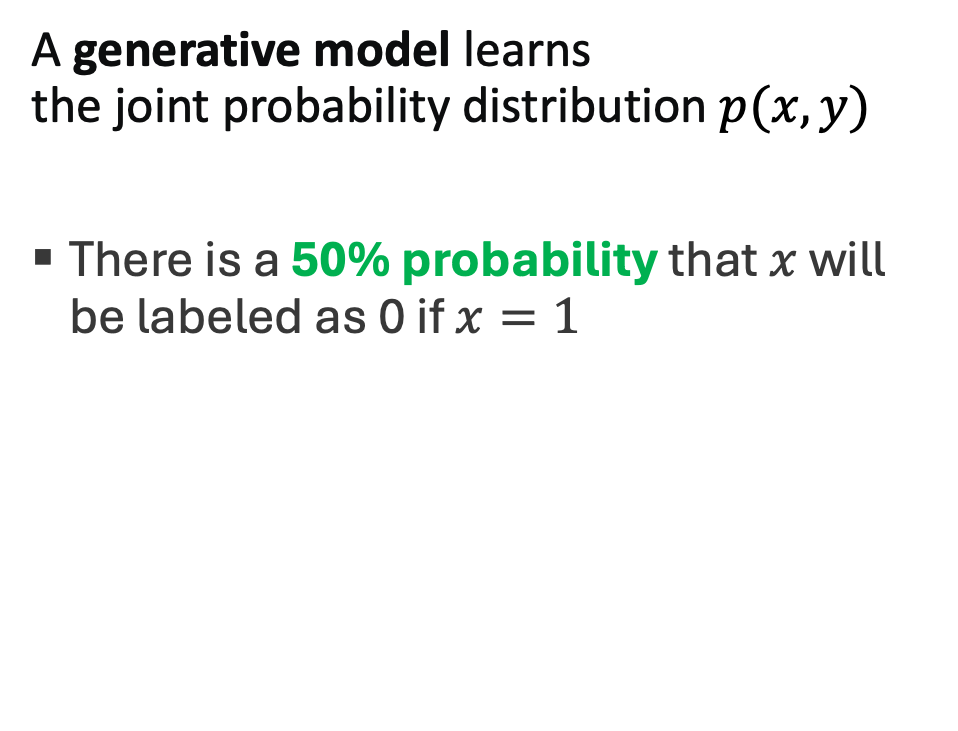 A generative model learns
the joint probability distribution 𝑝(𝑥, 𝑦)
▪ There is a 50% probability that 𝑥 will
be labeled as 0 if 𝑥 = 1